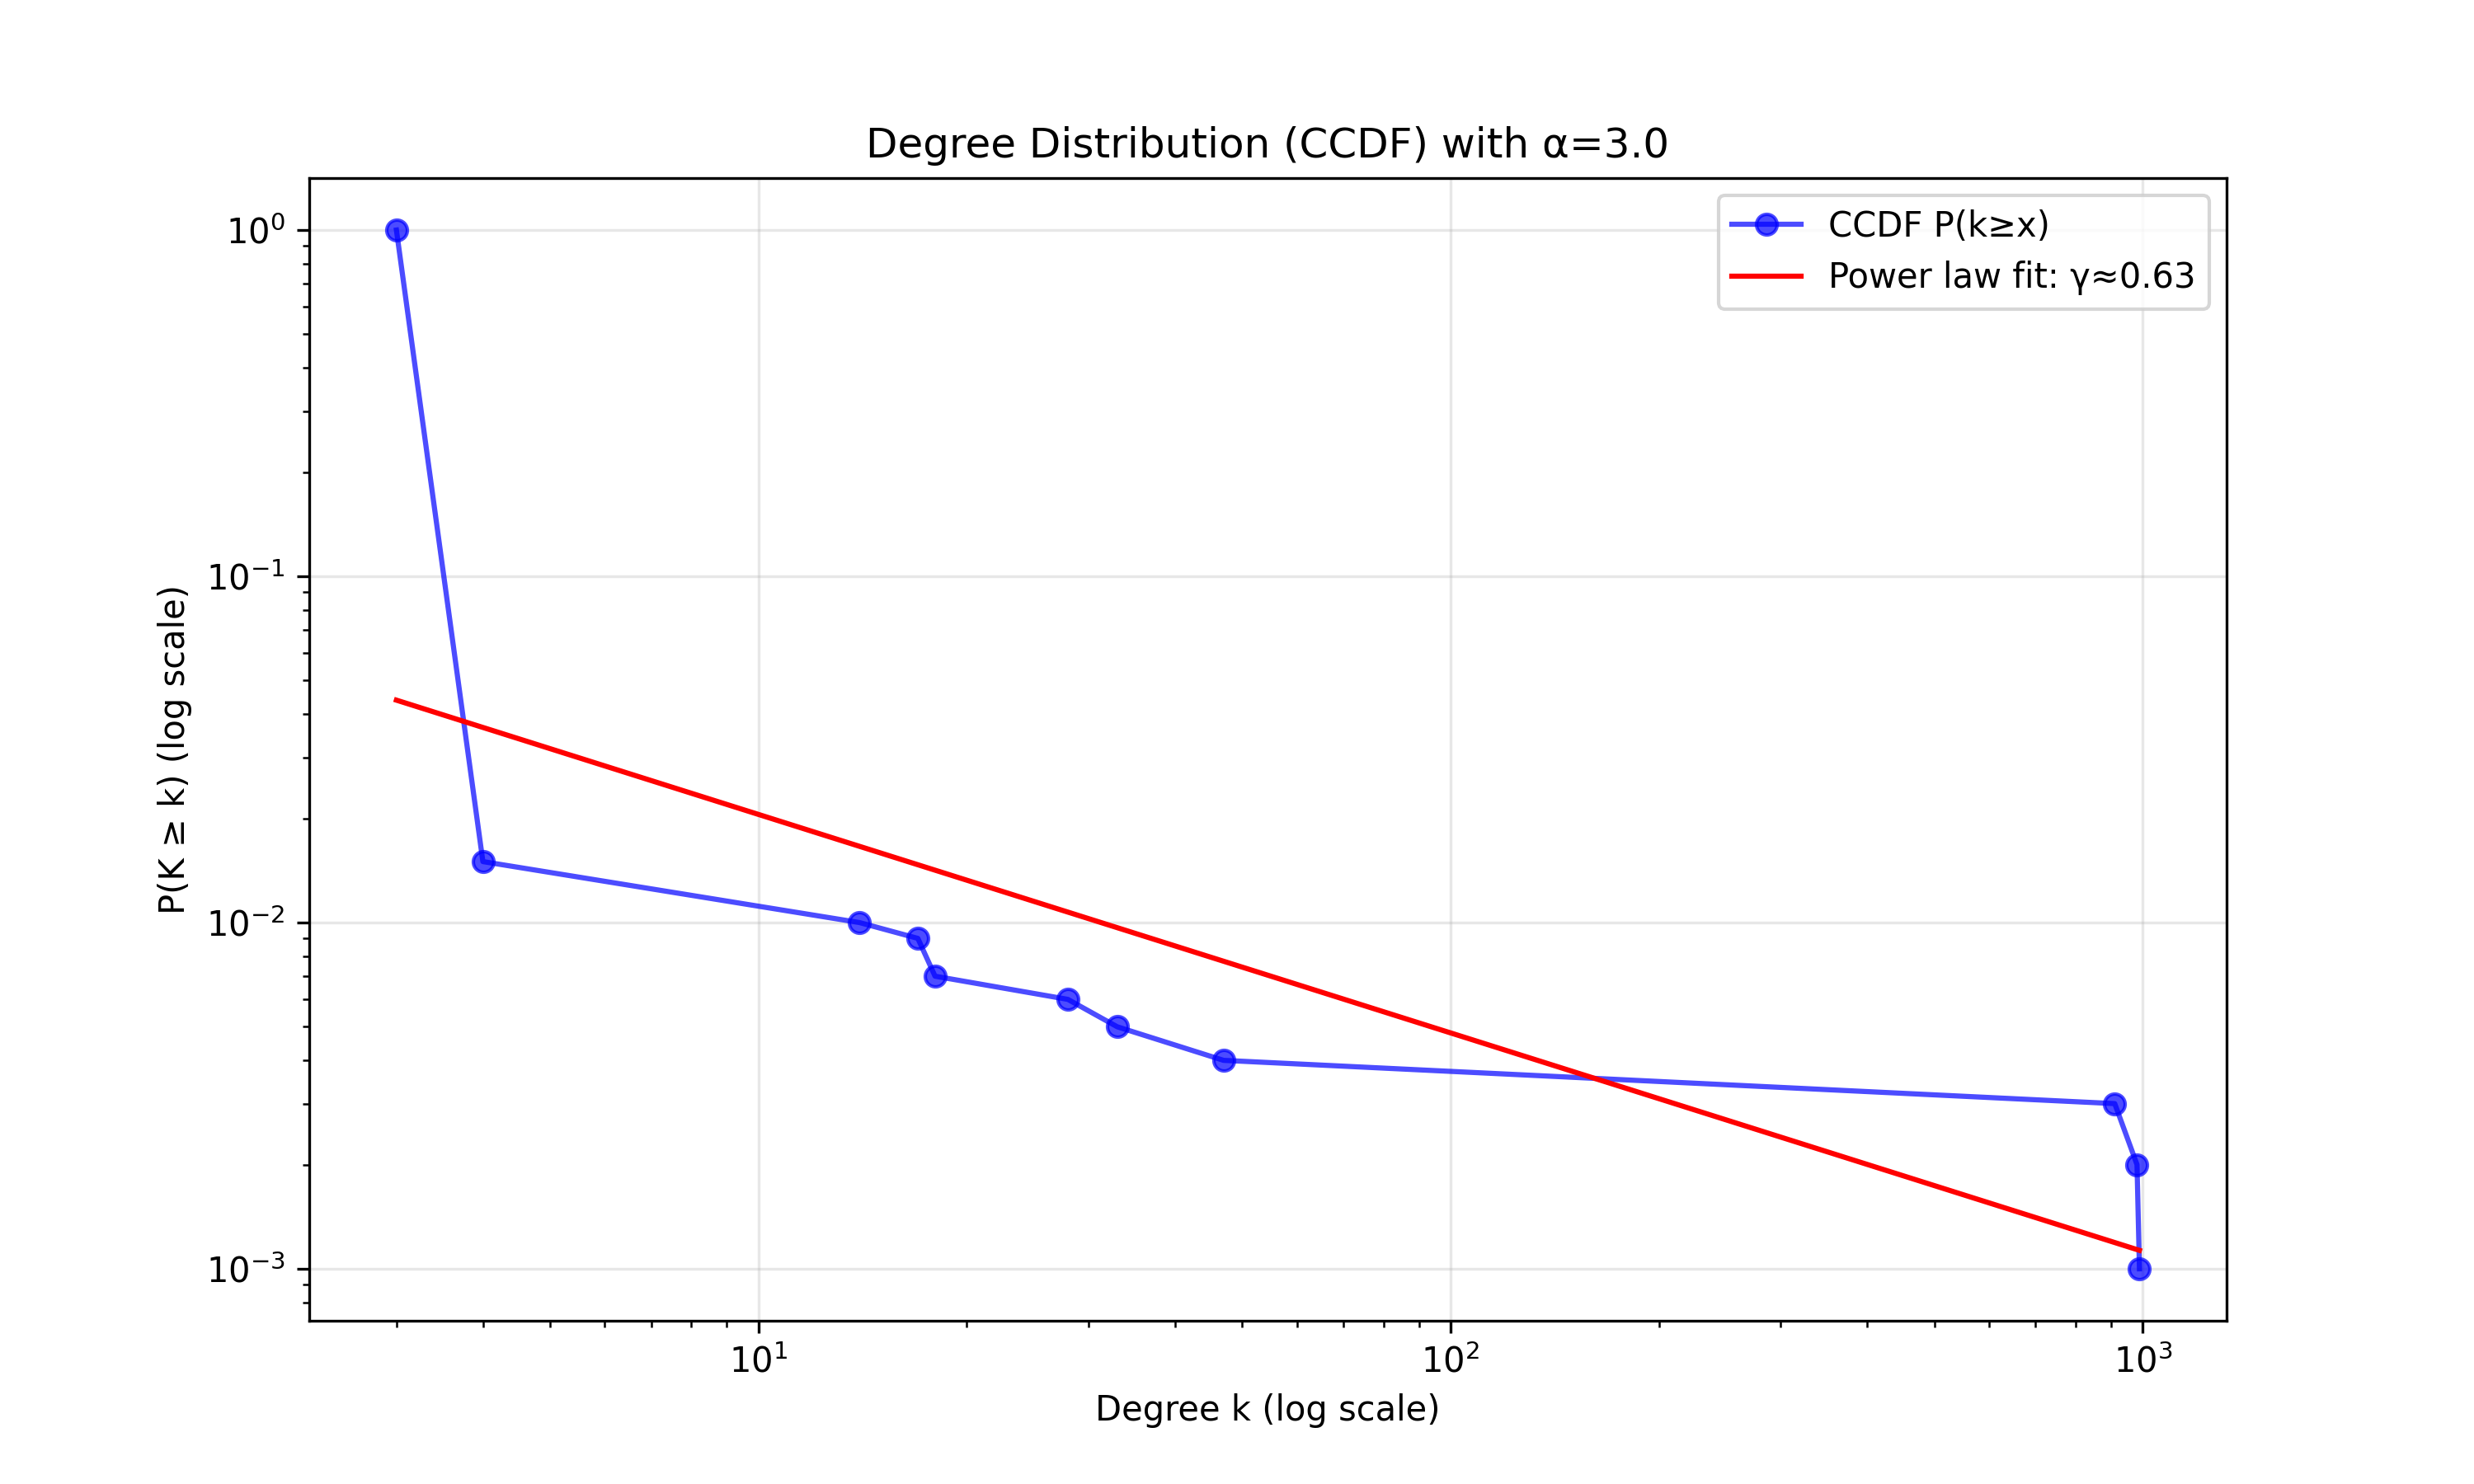 Degree Distribution (CCDF) with α=3.0
CCDF P(k≥x)
Power law fit: γ≈0.63
P(K ≥ k) (log scale)
10⁰
10⁻¹
10⁻²
10⁻³
10¹ 10² 10³
Degree k (log scale)